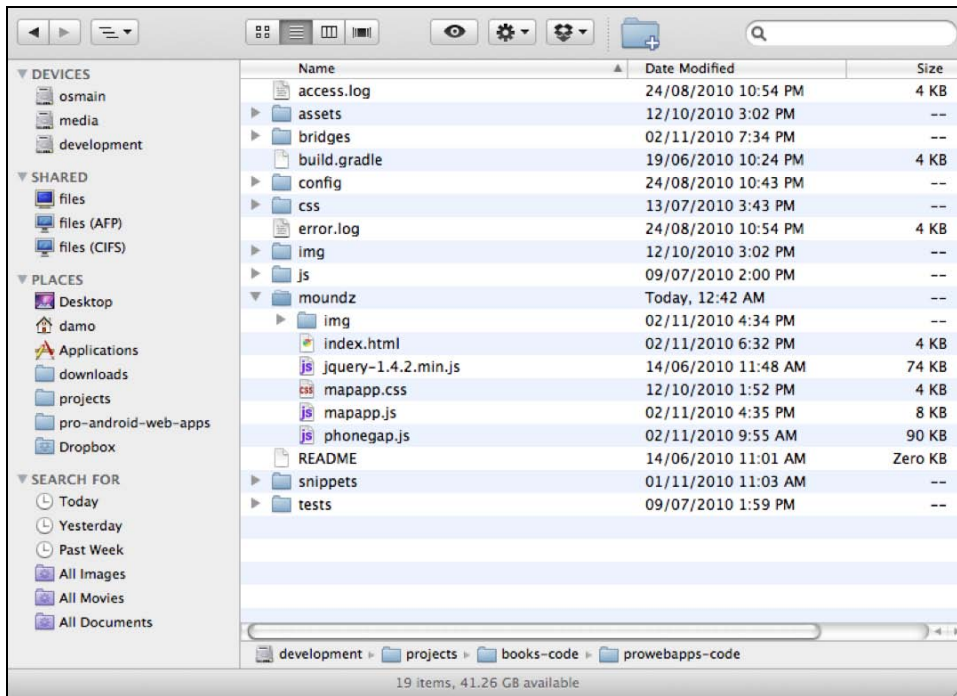 Name Date Modified Size
DEVICES
osmain
media
development
SHARED
files
files (AFP)
files (CIFS)
PLACES
Desktop
damo
Applications
downloads
projects
pro-android-web-apps
Dropbox
SEARCH FOR
Today
Yesterday
Past Week
All Images
All Movies
All Documents
access.log 24/08/2010 10:54 PM 4 KB
assets 12/10/2010 3:02 PM --
bridges 02/11/2010 7:34 PM --
build.gradle 19/06/2010 10:24 PM 4 KB
config 24/08/2010 10:43 PM --
css 13/07/2010 3:43 PM --
error.log 24/08/2010 10:54 PM 4 KB
img 12/10/2010 3:02 PM --
js 09/07/2010 2:00 PM --
moundz Today, 12:42 AM --
img 02/11/2010 4:34 PM --
index.html 02/11/2010 6:32 PM 4 KB
js jquery-1.4.2.min.js 14/06/2010 11:48 AM 74 KB
css mapapp.css 12/10/2010 1:52 PM 4 KB
js mapapp.js 02/11/2010 4:35 PM 8 KB
js phonegap.js 02/11/2010 9:55 AM 90 KB
README 14/06/2010 11:01 AM Zero KB
snippets 01/11/2010 11:03 AM --
tests 09/07/2010 1:59 PM --
development projects books-code prowebapps-code
19 items, 41.26 GB available